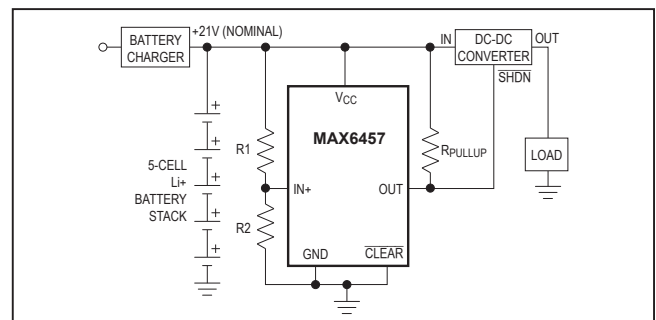 BATTERY
CHARGER
+21V (NOMINAL)
IN
DC-DC
CONVERTER
OUT
SHDN
VCC
MAX6457
R1
RPULLUP
LOAD
5-CELL
Li+
BATTERY
STACK
IN+
OUT
R2
GND
CLEAR
+
+
+
+
+